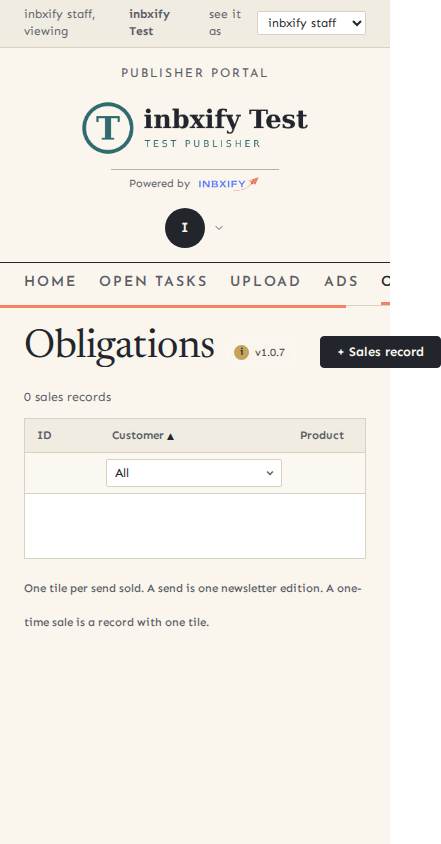 inbxify staff, viewing
inbxify Test
see it as
inbxify staff
PUBLISHER PORTAL
T
inbxify Test
TEST PUBLISHER
Powered by INBXIFY
I
HOME OPEN TASKS UPLOAD ADS
Obligations
i v1.0.7
+ Sales record
0 sales records
ID Customer ▲ Product
All
One tile per send sold. A send is one newsletter edition. A one-
time sale is a record with one tile.